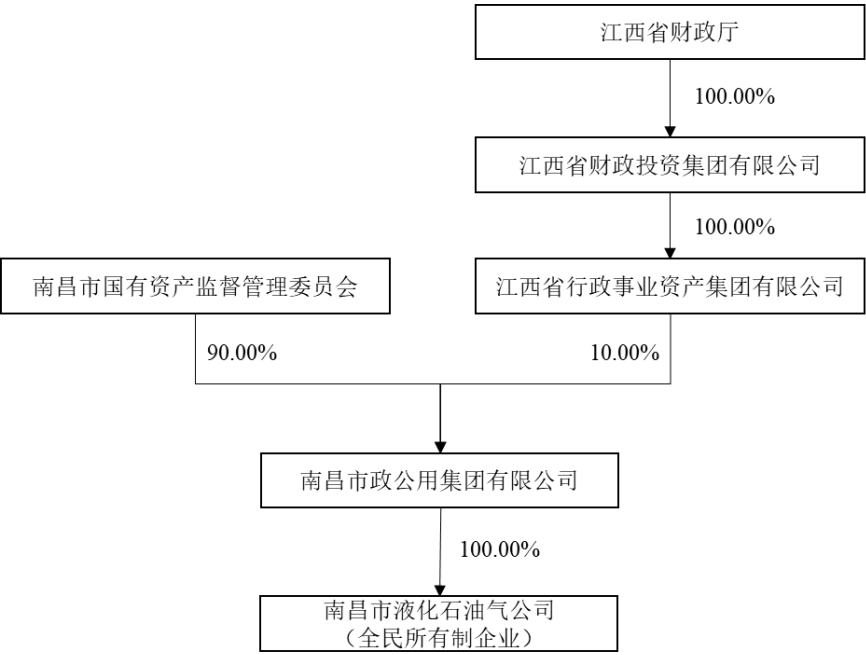 江西省财政厅
100.00%
江西省财政投资集团有限公司
100.00%
南昌市国有资产监督管理委员会
江西省行政事业资产集团有限公司
90.00%
10.00%
南昌市政公用集团有限公司
100.00%
南昌市液化石油气公司
（全民所有制企业）